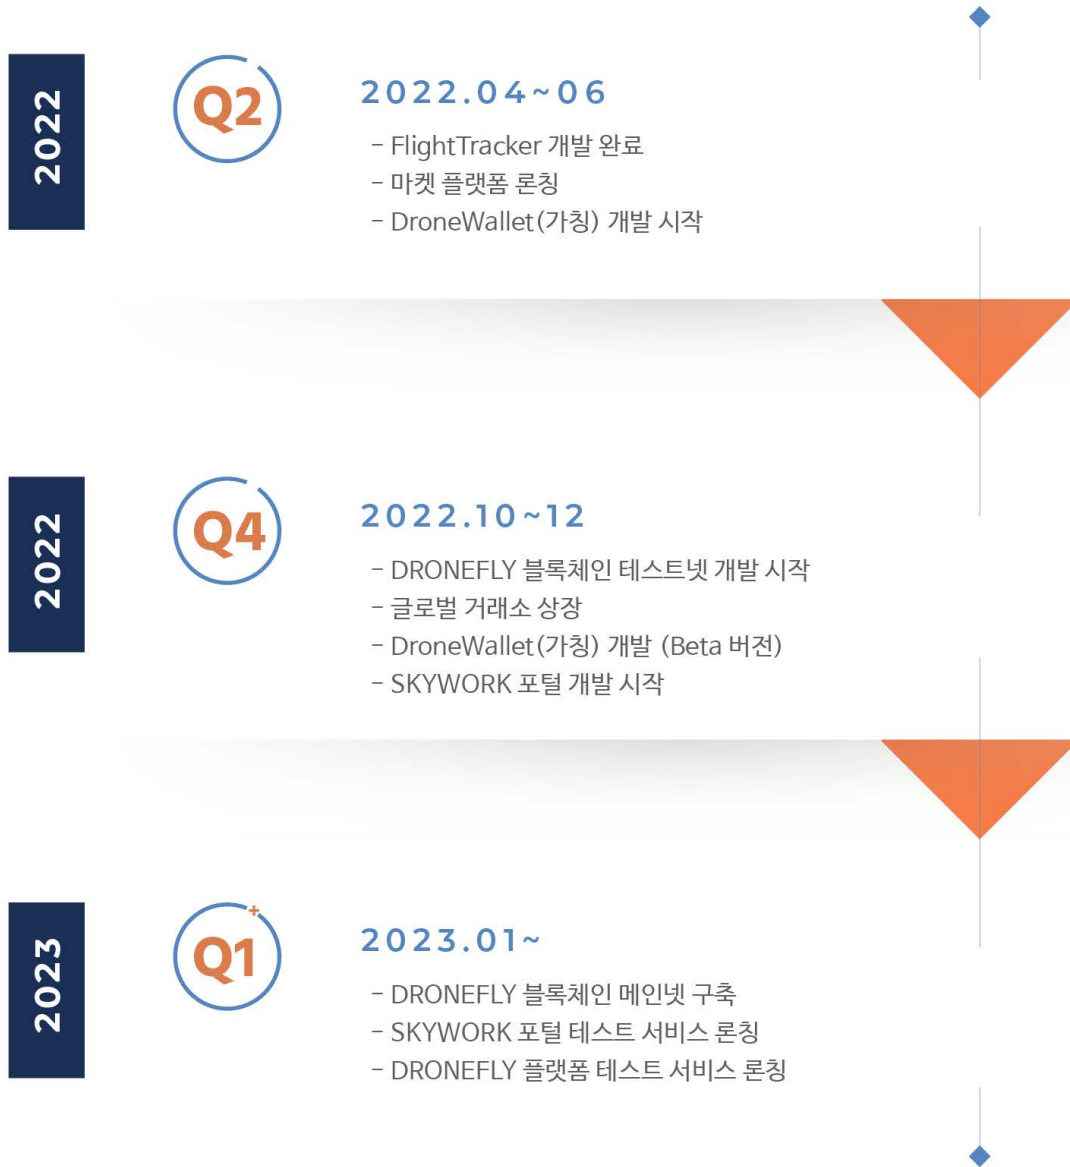 2022
Q2
2022.04~06
- FlightTracker 개발 완료
- 마켓 플랫폼 론칭
- DroneWallet(가칭) 개발 시작
2022
Q4
2022.10~12
- DRONEFLY 블록체인 테스트넷 개발 시작
- 글로벌 거래소 상장
- DroneWallet(가칭) 개발 (Beta 버전)
- SKYWORK 포털 개발 시작
2023
Q1+
2023.01~
- DRONEFLY 블록체인 메인넷 구축
- SKYWORK 포털 테스트 서비스 론칭
- DRONEFLY 플랫폼 테스트 서비스 론칭